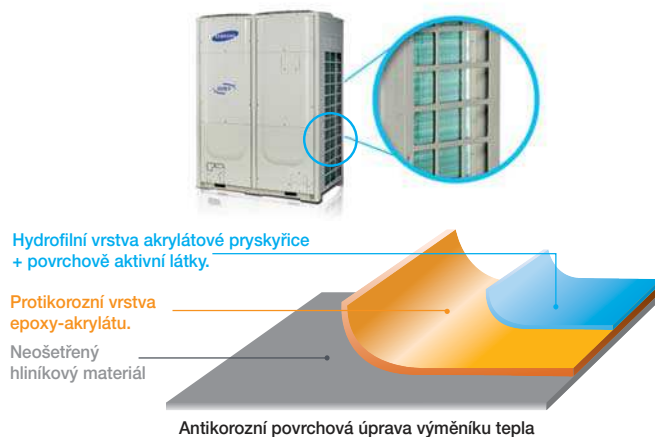 SAMSUNG
Hydrofilní vrstva akrylátové pryskyřice
+ povrchově aktivní látky.
Protikorozní vrstva
epoxy-akrylátu.
Neošetřený
hliníkový materiál
Antikorozní povrchová úprava výměníku tepla